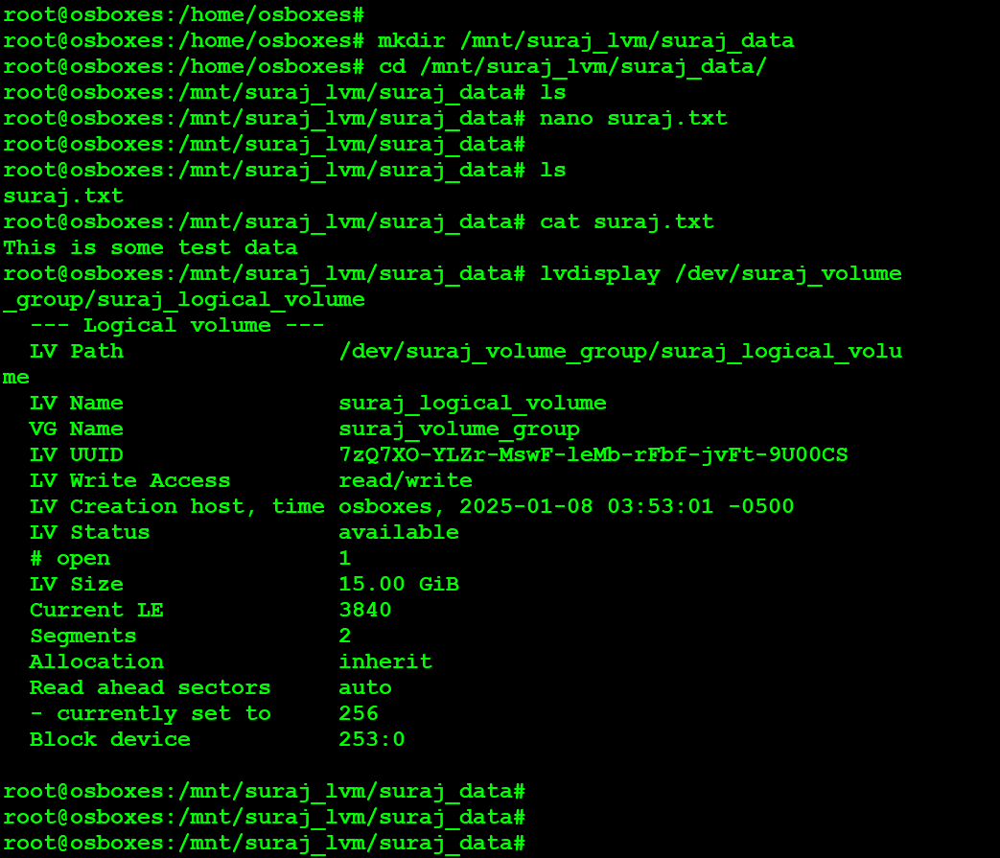 root@osboxes:/home/osboxes#
root@osboxes:/home/osboxes# mkdir /mnt/suraj_lvm/suraj_data
root@osboxes:/home/osboxes# cd /mnt/suraj_lvm/suraj_data/
root@osboxes:/mnt/suraj_lvm/suraj_data# ls
root@osboxes:/mnt/suraj_lvm/suraj_data# nano suraj.txt
root@osboxes:/mnt/suraj_lvm/suraj_data#
root@osboxes:/mnt/suraj_lvm/suraj_data# ls
suraj.txt
root@osboxes:/mnt/suraj_lvm/suraj_data# cat suraj.txt
This is some test data
root@osboxes:/mnt/suraj_lvm/suraj_data# lvdisplay /dev/suraj_volume
_group/suraj_logical_volume
  --- Logical volume ---
  LV Path                /dev/suraj_volume_group/suraj_logical_volu
me
  LV Name                suraj_logical_volume
  VG Name                suraj_volume_group
  LV UUID                7zQ7XO-YLZr-MswF-leMb-rFbf-jvFt-9U00CS
  LV Write Access        read/write
  LV Creation host, time osboxes, 2025-01-08 03:53:01 -0500
  LV Status              available
  # open                 1
  LV Size                15.00 GiB
  Current LE             3840
  Segments               2
  Allocation             inherit
  Read ahead sectors     auto
  - currently set to     256
  Block device           253:0

root@osboxes:/mnt/suraj_lvm/suraj_data#
root@osboxes:/mnt/suraj_lvm/suraj_data#
root@osboxes:/mnt/suraj_lvm/suraj_data#